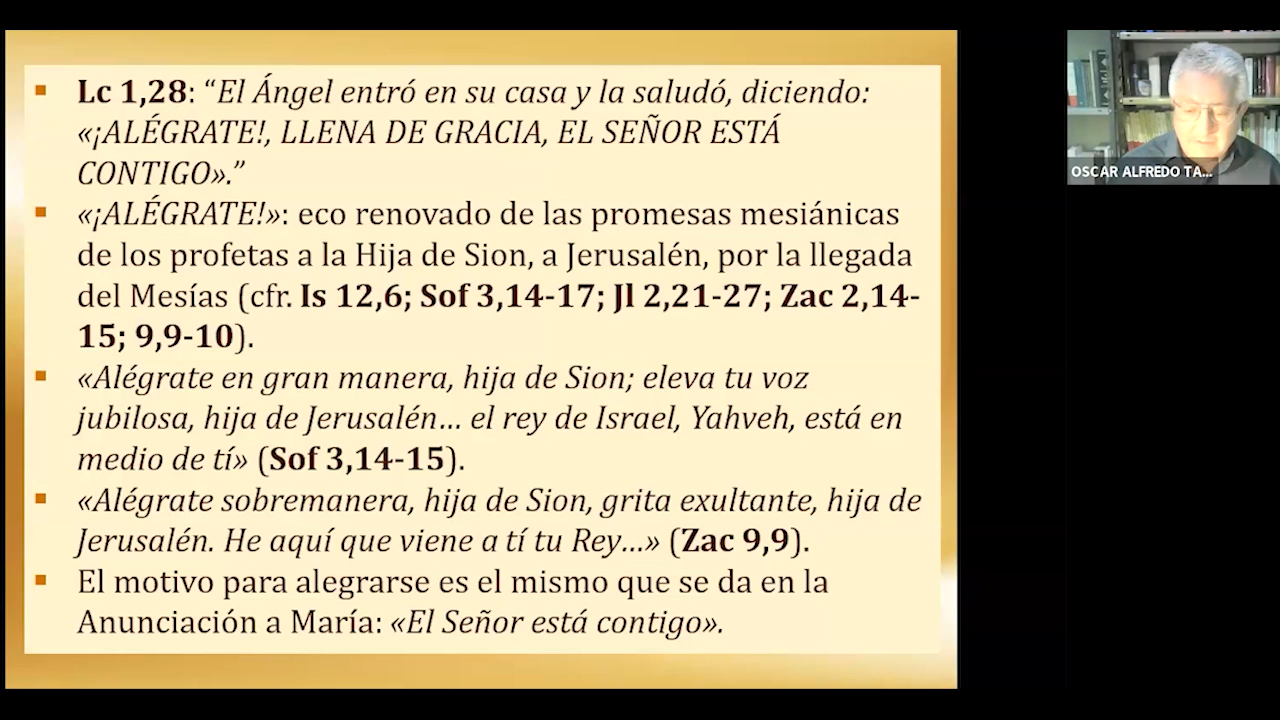 Lc 1,28: “El Ángel entró en su casa y la saludó, diciendo:
«¡ALÉGRATE!, LLENA DE GRACIA, EL SEÑOR ESTÁ
CONTIGO».”
«¡ALÉGRATE!»: eco renovado de las promesas mesiánicas
de los profetas a la Hija de Sion, a Jerusalén, por la llegada
del Mesías (cfr. Is 12,6; Sof 3,14-17; Jl 2,21-27; Zac 2,14-
15; 9,9-10).
«Alégrate en gran manera, hija de Sion; eleva tu voz
jubilosa, hija de Jerusalén… el rey de Israel, Yahveh, está en
medio de tí» (Sof 3,14-15).
«Alégrate sobremanera, hija de Sion, grita exultante, hija de
Jerusalén. He aquí que viene a tí tu Rey…» (Zac 9,9).
El motivo para alegrarse es el mismo que se da en la
Anunciación a María: «El Señor está contigo».
OSCAR ALFREDO TA...